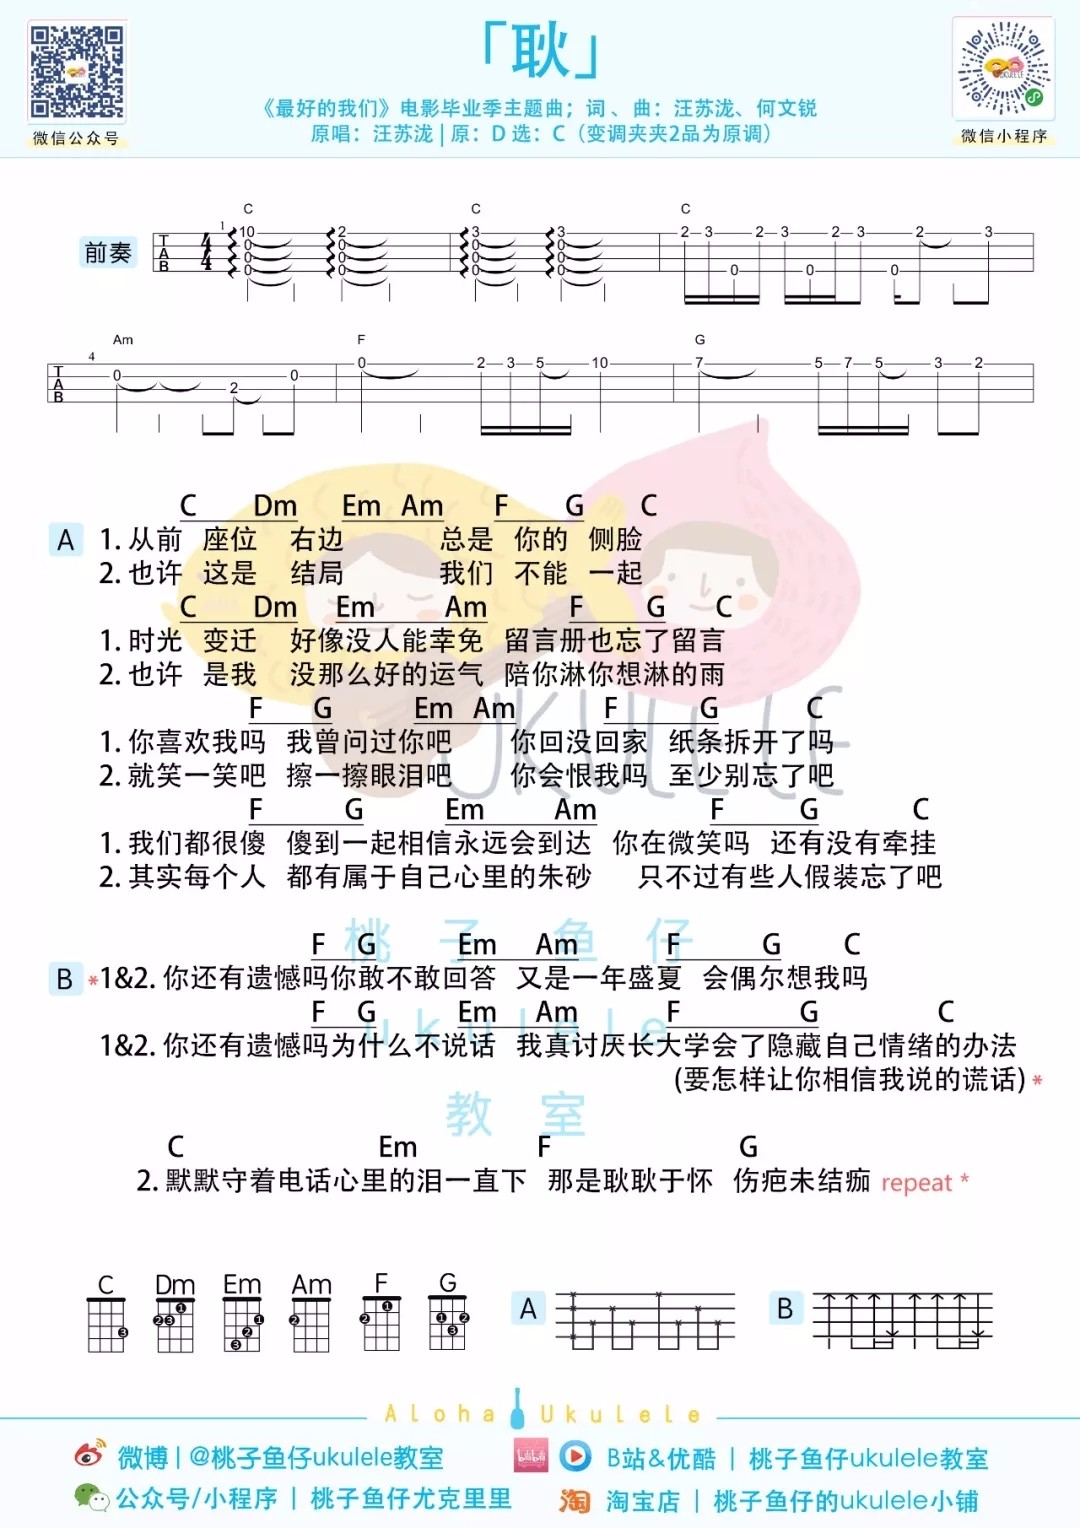 「耿」
《最好的我们》电影毕业季主题曲；词、曲：汪苏泷、何文锐
原唱：汪苏泷 | 原：D 选：C（变调夹夹2品为原调）
微信公众号
微信小程序
UKULELE
C C C
前奏 TAB 4/4 1 10 0 0 0 2 0 0 0 3 0 0 0 3 0 0 0 2 3 0 2 3 0 2 3 0 2 3
Am F G
TAB 4 0 2 0 0 2 3 5 10 7 5 7 5 3 2
C Dm Em Am F G C
A 1. 从前 座位 右边 总是 你的 侧脸
2. 也许 这是 结局 我们 不能 一起
C Dm Em Am F G C
1. 时光 变迁 好像没人能幸免 留言册也忘了留言
2. 也许 是我 没那么好的运气 陪你淋你想淋的雨
F G Em Am F G C
1. 你喜欢我吗 我曾问过你吧 你回没回家 纸条拆开了吗
2. 就笑一笑吧 擦一擦眼泪吧 你会恨我吗 至少别忘了吧
UKULELE
F G Em Am F G C
1. 我们都很傻 傻到一起相信永远会到达 你在微笑吗 还有没有牵挂
2. 其实每个人 都有属于自己心里的朱砂 只不过有些人假装忘了吧
桃子鱼仔
F G Em Am F G C
B *1&2. 你还有遗憾吗你敢不敢回答 又是一年盛夏 会偶尔想我吗
F G Em Am F G C
ukulele
1&2. 你还有遗憾吗为什么不说话 我真讨厌长大学会了隐藏自己情绪的办法
(要怎样让你相信我说的谎话) *
教室
C Em F G
2. 默默守着电话心里的泪一直下 那是耿耿于怀 伤疤未结痂 repeat *
C Dm Em Am F G A B
3 2 3 1 1 2 3 2 2 1 1 2 3
Aloha Ukulele
微博 | @桃子鱼仔ukulele教室
bilibili B站&优酷 | 桃子鱼仔ukulele教室
公众号/小程序 | 桃子鱼仔尤克里里
淘 淘宝店 | 桃子鱼仔的ukulele小铺